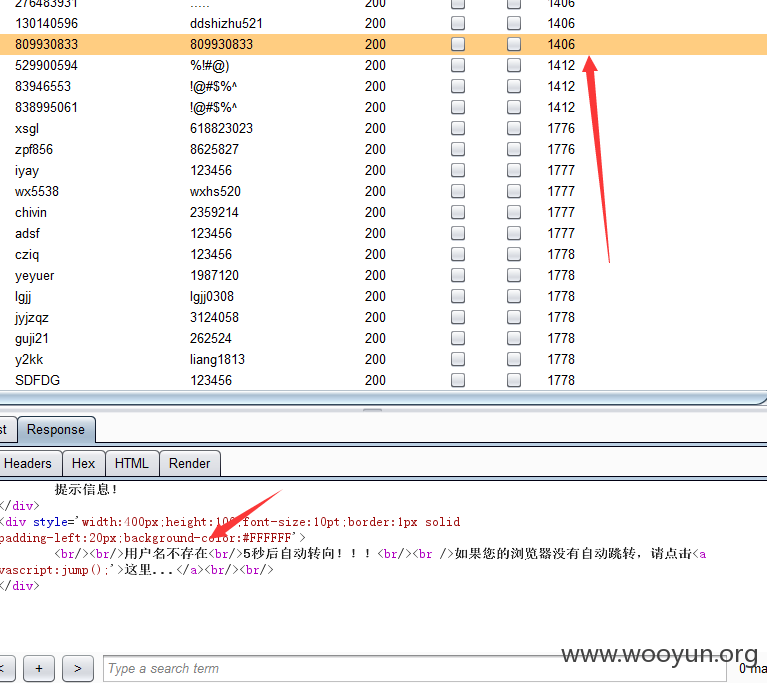 276483931 ..... 200 1406
130140596 ddshizhu521 200 1406
809930833 809930833 200 1406
529900594 %!#@) 200 1412
83946553 !@#$%^ 200 1412
838995061 !@#$%^ 200 1412
xsgl 618823023 200 1776
zpf856 8625827 200 1776
iyay 123456 200 1777
wx5538 wxhs520 200 1777
chivin 2359214 200 1777
adsf 123456 200 1777
cziq 123456 200 1778
yeyuer 1987120 200 1778
lgjj lgjj0308 200 1778
jyjzqz 3124058 200 1778
guji21 262524 200 1778
y2kk liang1813 200 1778
SDFDG 123456 200 1778
st Response
Headers Hex HTML Render
提示信息!
</div>
<div style='width:400px;height:100;font-size:10pt;border:1px solid
padding-left:20px;background-color:#FFFFFF'>
<br/><br/>用户名不存在<br/>5秒后自动转向!!!<br/><br />如果您的浏览器没有自动跳转，请点击<a
vascript:jump();'>这里...</a><br/><br/>
</div>
< + > Type a search term 0 ma
www.wooyun.org